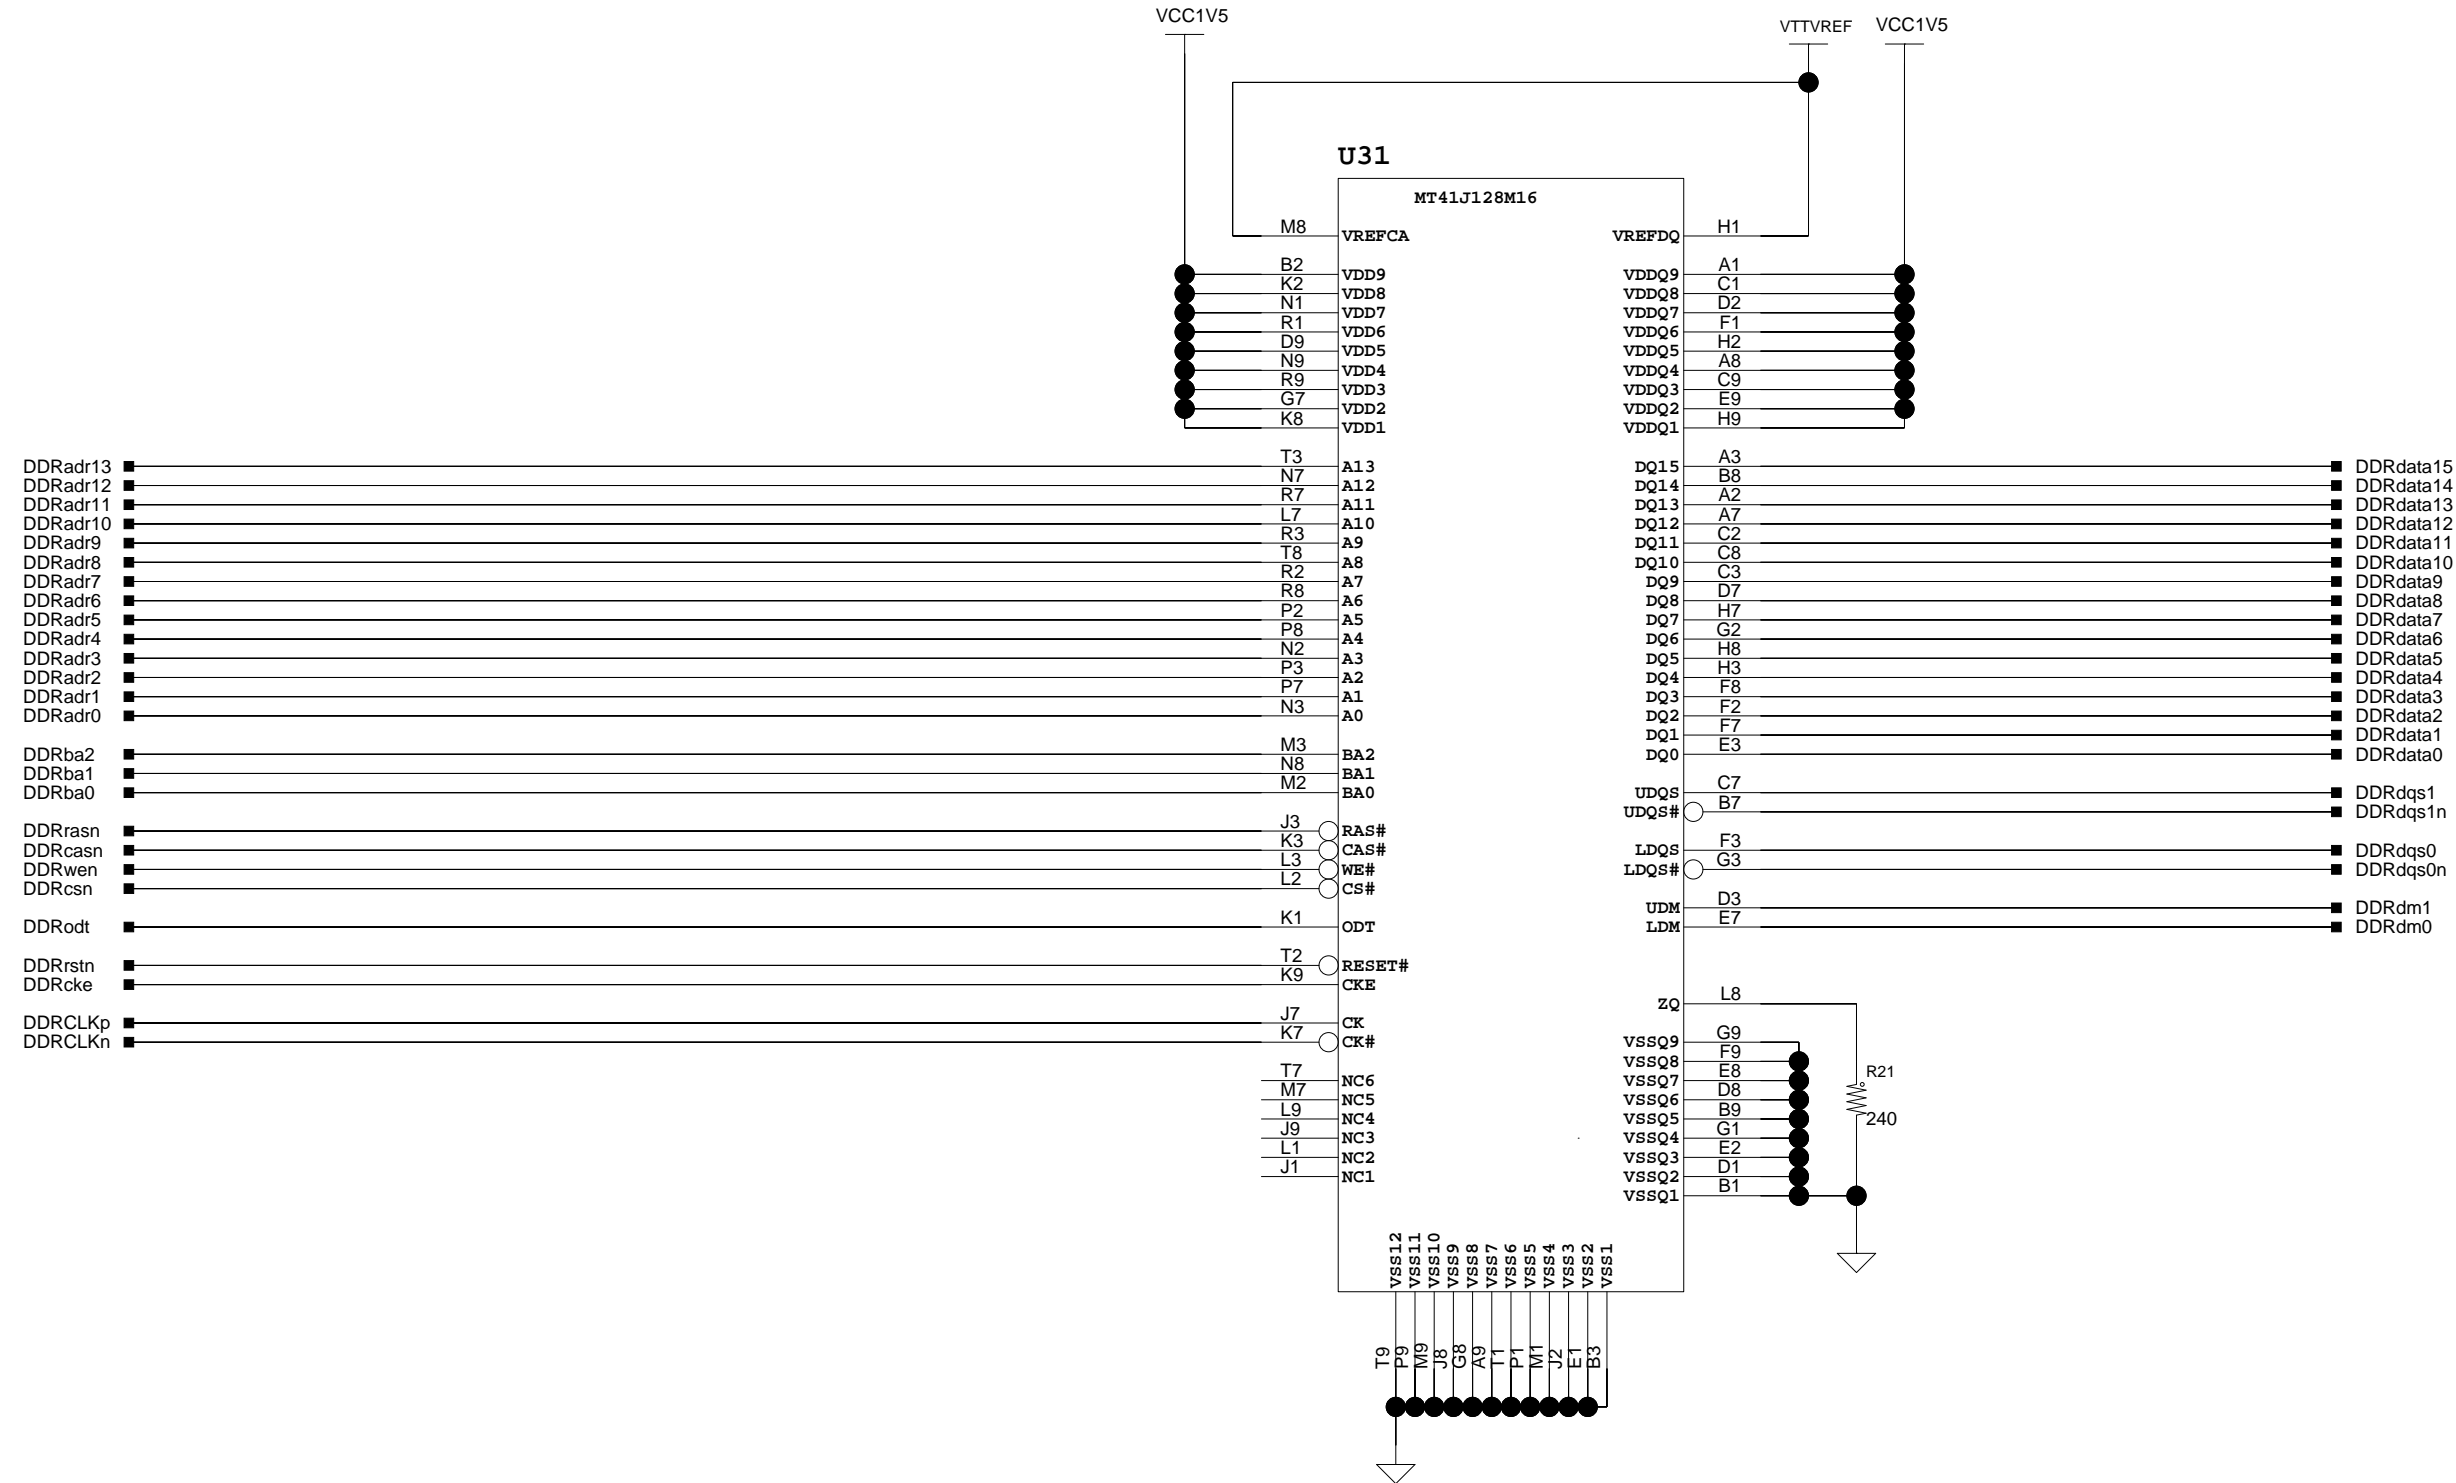 VCC1V5
VTTVREF VCC1V5
U31
MT41J128M16
M8 VREFCA VREFDQ H1
B2 VDD9 VDDQ9 A1
K2 VDD8 VDDQ8 C1
N1 VDD7 VDDQ7 D2
R1 VDD6 VDDQ6 F1
D9 VDD5 VDDQ5 H2
N9 VDD4 VDDQ4 A8
R9 VDD3 VDDQ3 C9
G7 VDD2 VDDQ2 E9
K8 VDD1 VDDQ1 H9
DDRadr13 T3 A13 DQ15 A3 DDRdata15
DDRadr12 N7 A12 DQ14 B8 DDRdata14
DDRadr11 R7 A11 DQ13 A2 DDRdata13
DDRadr10 L7 A10 DQ12 A7 DDRdata12
DDRadr9 R3 A9 DQ11 C2 DDRdata11
DDRadr8 T8 A8 DQ10 C8 DDRdata10
DDRadr7 R2 A7 DQ9 C3 DDRdata9
DDRadr6 R8 A6 DQ8 D7 DDRdata8
DDRadr5 P2 A5 DQ7 H7 DDRdata7
DDRadr4 P8 A4 DQ6 G2 DDRdata6
DDRadr3 N2 A3 DQ5 H8 DDRdata5
DDRadr2 P3 A2 DQ4 H3 DDRdata4
DDRadr1 P7 A1 DQ3 F8 DDRdata3
DDRadr0 N3 A0 DQ2 F2 DDRdata2
DQ1 F7 DDRdata1
DDRba2 M3 BA2 DQ0 E3 DDRdata0
DDRba1 N8 BA1
DDRba0 M2 BA0 UDQS C7 DDRdqs1
UDQS# B7 DDRdqs1n
DDRrasn J3 RAS#
DDRcasn K3 CAS# LDQS F3 DDRdqs0
DDRwen L3 WE# LDQS# G3 DDRdqs0n
DDRcsn L2 CS#
UDM D3 DDRdm1
DDRodt K1 ODT LDM E7 DDRdm0
DDRrstn T2 RESET#
DDRcke K9 CKE
ZQ L8
DDRCLKp J7 CK
DDRCLKn K7 CK# VSSQ9 G9
VSSQ8 F9
T7 NC6 VSSQ7 E8 R21
M7 NC5 VSSQ6 D8
L9 NC4 VSSQ5 B9 240
J9 NC3 VSSQ4 G1
L1 NC2 VSSQ3 E2
J1 NC1 VSSQ2 D1
VSSQ1 B1
VSS12 VSS11 VSS10 VSS9 VSS8 VSS7 VSS6 VSS5 VSS4 VSS3 VSS2 VSS1
T9 P9 M9 J8 G8 A9 T1 P1 M1 J2 E1 B3